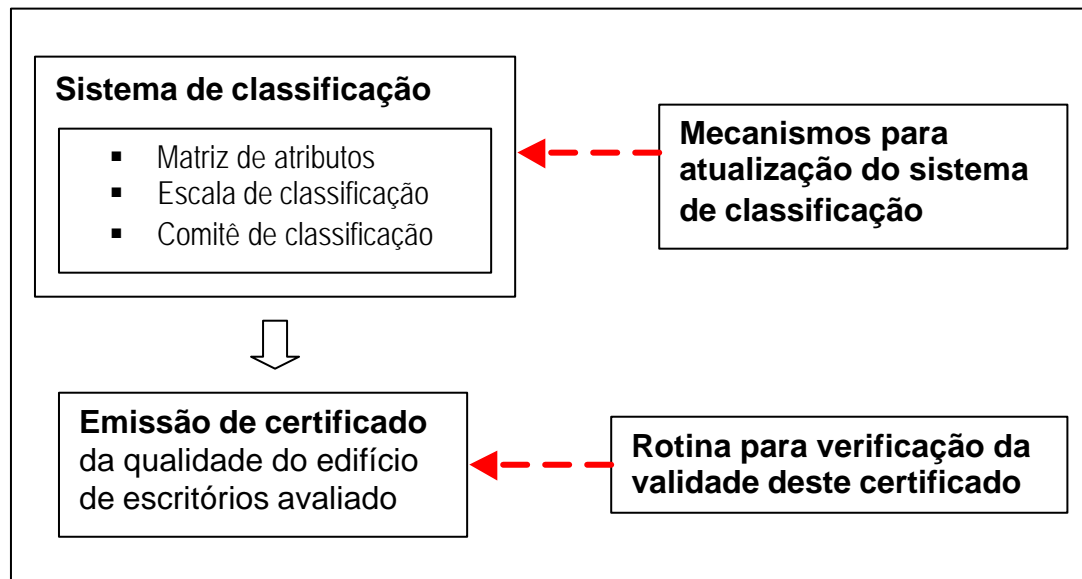 Sistema de classificação
▪ Matriz de atributos
▪ Escala de classificação
▪ Comitê de classificação
Mecanismos para
atualização do sistema
de classificação
Emissão de certificado
da qualidade do edifício
de escritórios avaliado
Rotina para verificação da
validade deste certificado